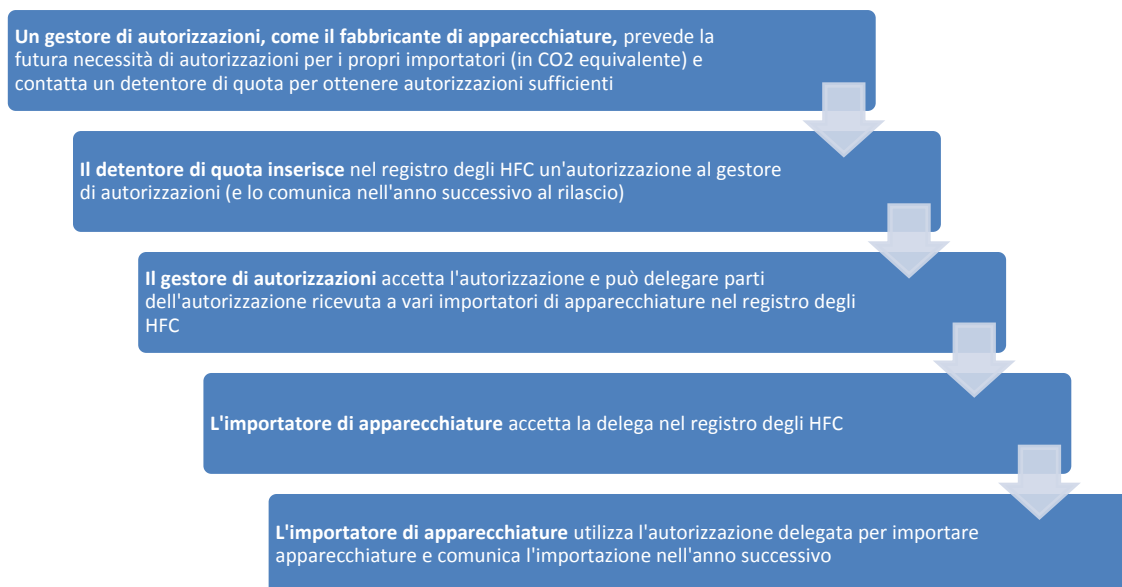 Un gestore di autorizzazioni, come il fabbricante di apparecchiature, prevede la
futura necessità di autorizzazioni per i propri importatori (in CO2 equivalente) e
contatta un detentore di quota per ottenere autorizzazioni sufficienti
Il detentore di quota inserisce nel registro degli HFC un'autorizzazione al gestore
di autorizzazioni (e lo comunica nell'anno successivo al rilascio)
Il gestore di autorizzazioni accetta l'autorizzazione e può delegare parti
dell'autorizzazione ricevuta a vari importatori di apparecchiature nel registro degli
HFC
L'importatore di apparecchiature accetta la delega nel registro degli HFC
L'importatore di apparecchiature utilizza l'autorizzazione delegata per importare
apparecchiature e comunica l'importazione nell'anno successivo